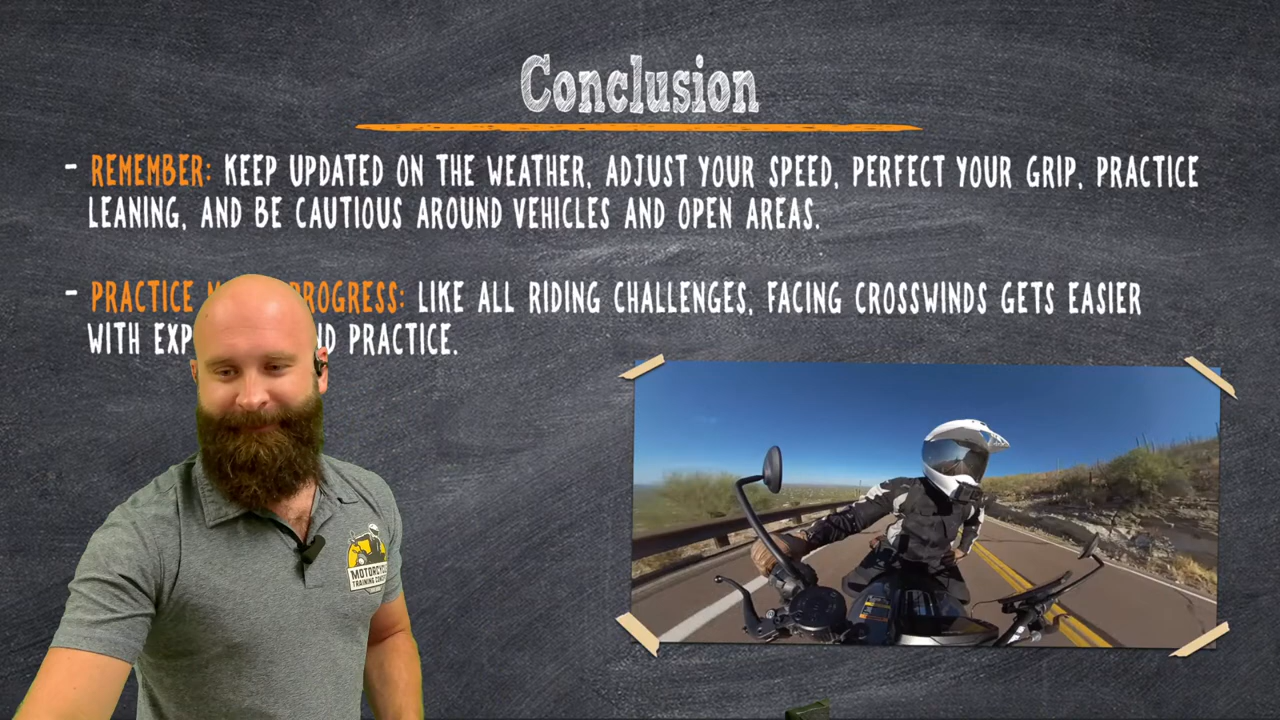 Conclusion
- REMEMBER: KEEP UPDATED ON THE WEATHER, ADJUST YOUR SPEED, PERFECT YOUR GRIP, PRACTICE
LEANING, AND BE CAUTIOUS AROUND VEHICLES AND OPEN AREAS.
- PRACTICE PROGRESS: LIKE ALL RIDING CHALLENGES, FACING CROSSWINDS GETS EASIER
WITH PRACTICE.
MOTORCYCLE
TRAINING